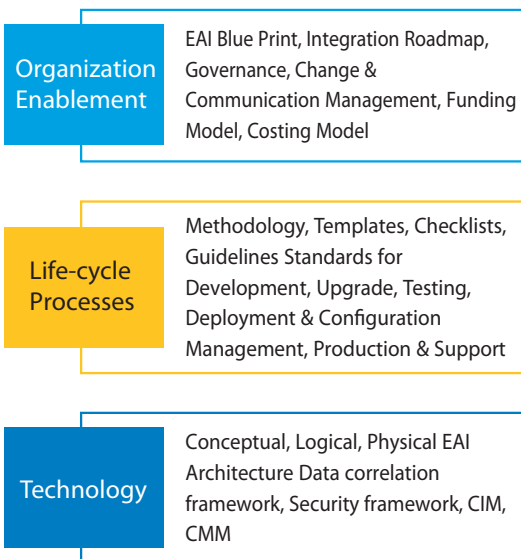 Organization
Enablement
EAI Blue Print, Integration Roadmap,
Governance, Change &
Communication Management, Funding
Model, Costing Model
Life-cycle
Processes
Methodology, Templates, Checklists,
Guidelines Standards for
Development, Upgrade, Testing,
Deployment & Configuration
Management, Production & Support
Technology
Conceptual, Logical, Physical EAI
Architecture Data correlation
framework, Security framework, CIM,
CMM